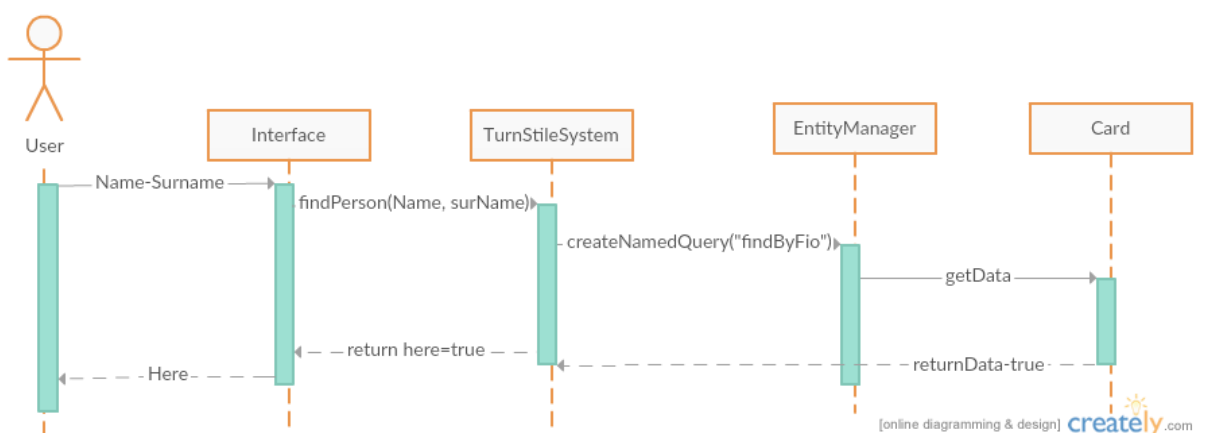 User
Interface
TurnStileSystem
EntityManager
Card
Name-Surname
findPerson(Name, surName)
createNamedQuery("findByFio")
getData
return here=true
returnData-true
Here
[online diagramming & design] creately.com